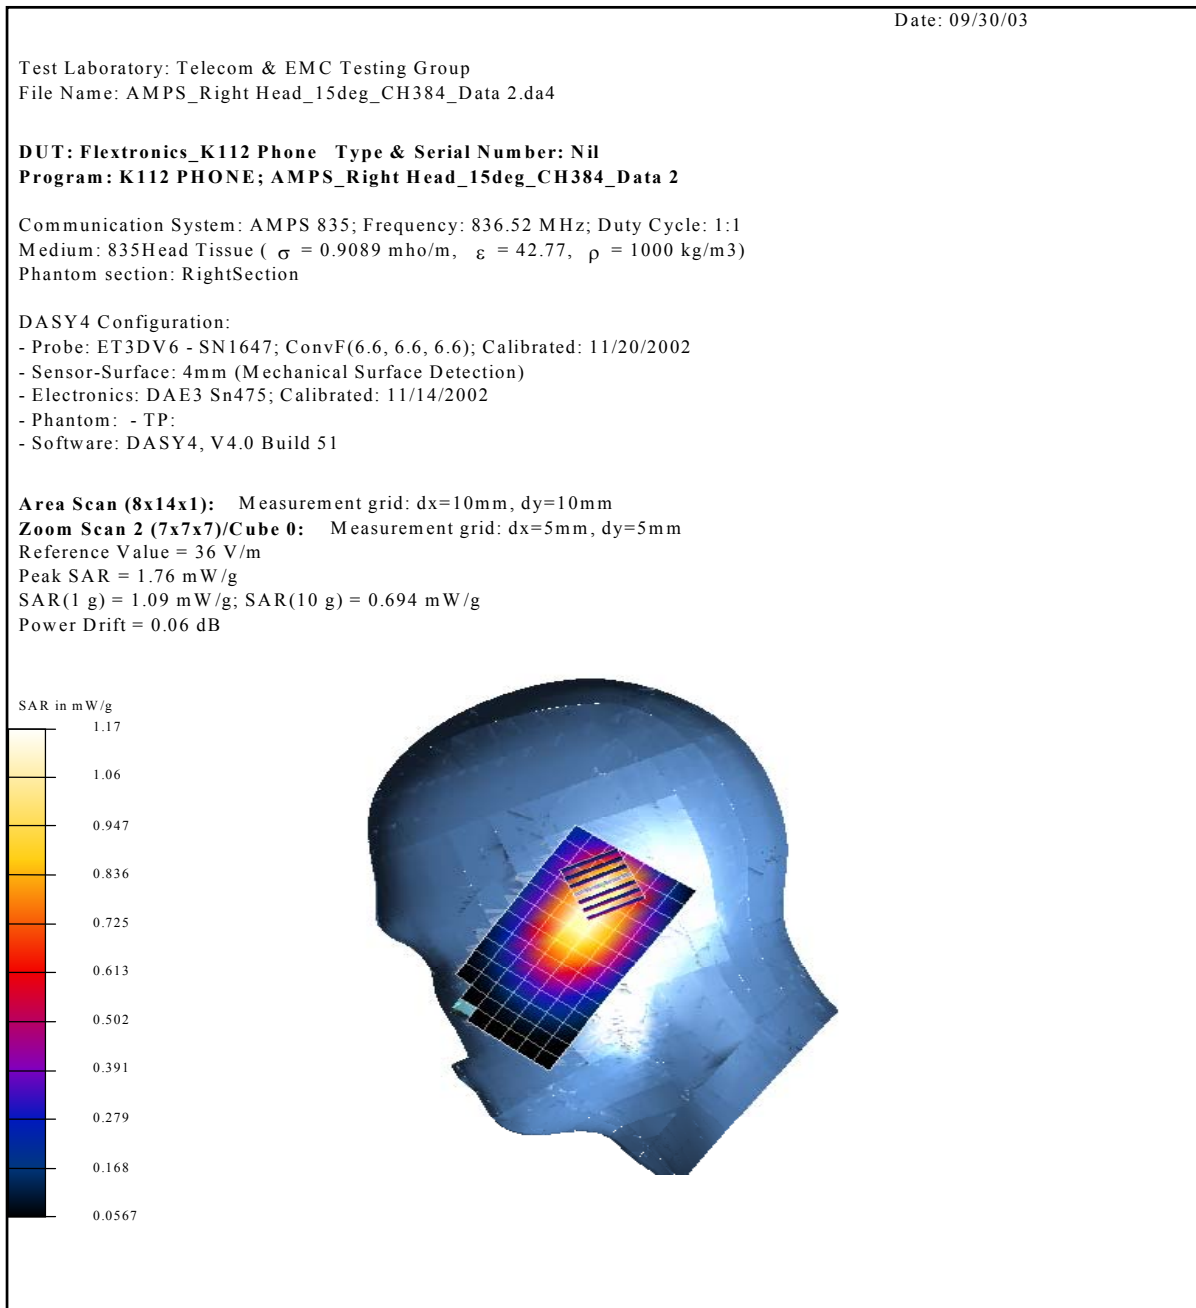 Date: 09/30/03
Test Laboratory: Telecom & EMC Testing Group
File Name: AMPS_Right Head_15deg_CH384_Data 2.da4
DUT: Flextronics_K112 Phone Type & Serial Number: Nil
Program: K112 PHONE; AMPS_Right Head_15deg_CH384_Data 2
Communication System: AMPS 835; Frequency: 836.52 MHz; Duty Cycle: 1:1
Medium: 835Head Tissue ( σ = 0.9089 mho/m, ε = 42.77, ρ = 1000 kg/m3)
Phantom section: RightSection
DASY4 Configuration:
- Probe: ET3DV6 - SN1647; ConvF(6.6, 6.6, 6.6); Calibrated: 11/20/2002
- Sensor-Surface: 4mm (Mechanical Surface Detection)
- Electronics: DAE3 Sn475; Calibrated: 11/14/2002
- Phantom: - TP:
- Software: DASY4, V4.0 Build 51
Area Scan (8x14x1): Measurement grid: dx=10mm, dy=10mm
Zoom Scan 2 (7x7x7)/Cube 0: Measurement grid: dx=5mm, dy=5mm
Reference Value = 36 V/m
Peak SAR = 1.76 mW/g
SAR(1 g) = 1.09 mW/g; SAR(10 g) = 0.694 mW/g
Power Drift = 0.06 dB
SAR in mW/g
1.17
1.06
0.947
0.836
0.725
0.613
0.502
0.391
0.279
0.168
0.0567